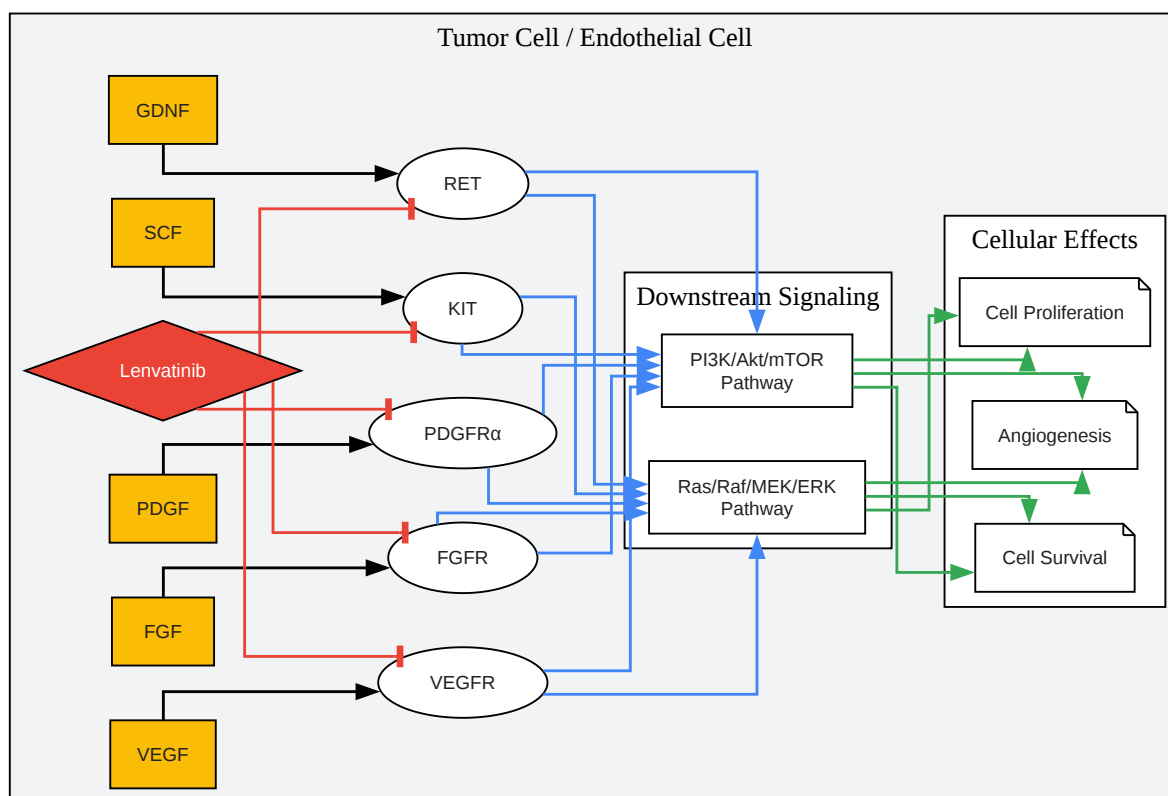 Tumor Cell / Endothelial Cell
GDNF
RET
SCF
Cellular Effects
Downstream Signaling
KIT
Cell Proliferation
Lenvatinib
PI3K/Akt/mTOR
Pathway
PDGFRα
Angiogenesis
PDGF
Ras/Raf/MEK/ERK
Pathway
FGFR
Cell Survival
FGF
VEGFR
VEGF